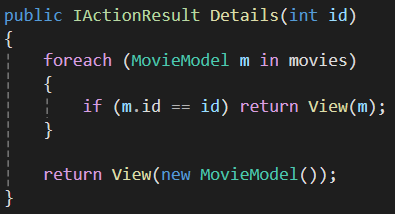 public IActionResult Details(int id)
{
    foreach (MovieModel m in movies)
    {
        if (m.id == id) return View(m);
    }
    return View(new MovieModel());
}